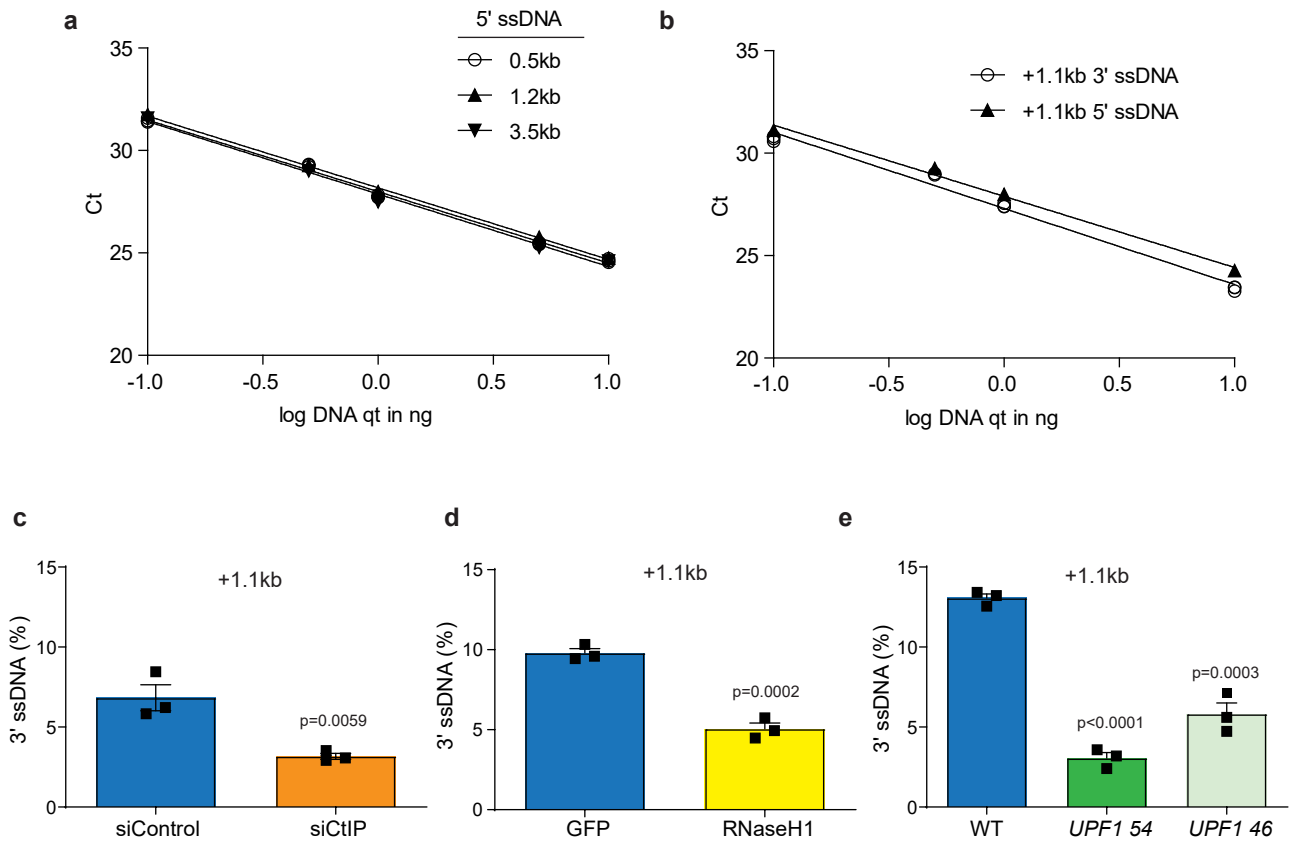 a
5' ssDNA
0.5kb
1.2kb
3.5kb
35
30
25
20
Ct
-1.0 -0.5 0.0 0.5 1.0
log DNA qt in ng
b
+1.1kb 3' ssDNA
+1.1kb 5' ssDNA
35
30
25
20
Ct
-1.0 -0.5 0.0 0.5 1.0
log DNA qt in ng
c
+1.1kb
15
10
5
0
3' ssDNA (%)
p=0.0059
siControl siCtIP
d
+1.1kb
15
10
5
0
3' ssDNA (%)
p=0.0002
GFP RNaseH1
e
+1.1kb
15
10
5
0
3' ssDNA (%)
p<0.0001
p=0.0003
WT UPF1 54 UPF1 46